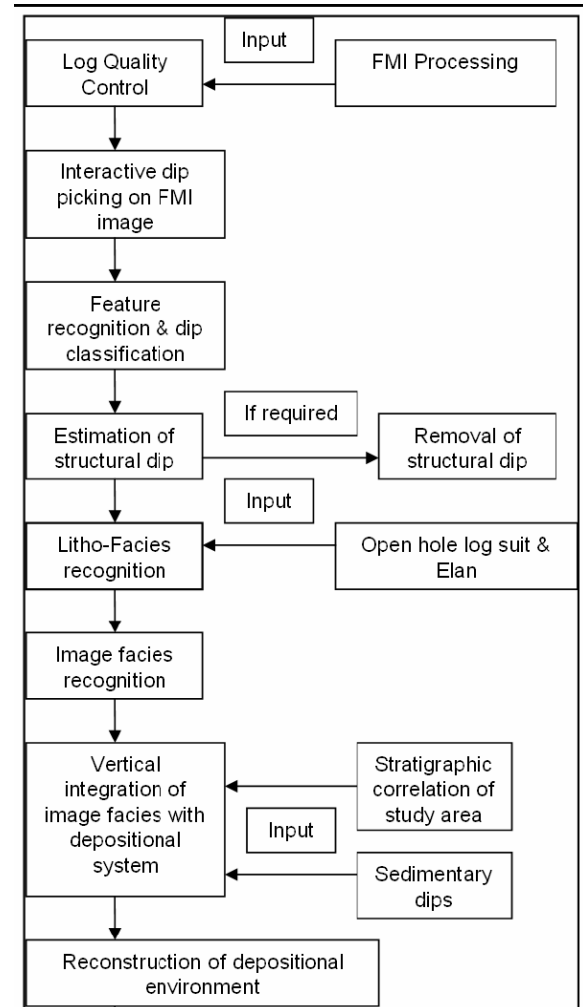 Input
Log Quality
Control
FMI Processing
Interactive dip
picking on FMI
image
Feature
recognition & dip
classification
If required
Estimation of
structural dip
Removal of
structural dip
Input
Litho-Facies
recognition
Open hole log suit &
Elan
Image facies
recognition
Vertical
integration of
image facies with
depositional
system
Stratigraphic
correlation of
study area
Input
Sedimentary
dips
Reconstruction of depositional
environment